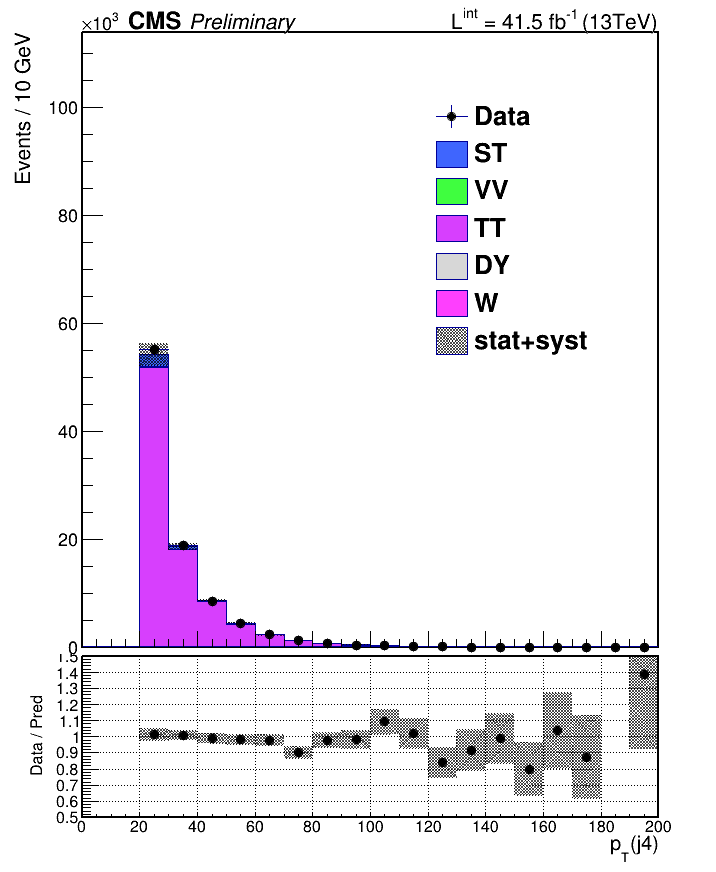 ×10³ CMS Preliminary L^int = 41.5 fb⁻¹ (13TeV)
Events / 10 GeV
100
80
60
40
20
0
Data
ST
VV
TT
DY
W
stat+syst
Data / Pred
1.5
1.4
1.3
1.2
1.1
1
0.9
0.8
0.7
0.6
0.5
0 20 40 60 80 100 120 140 160 180 200
p_T(j4)